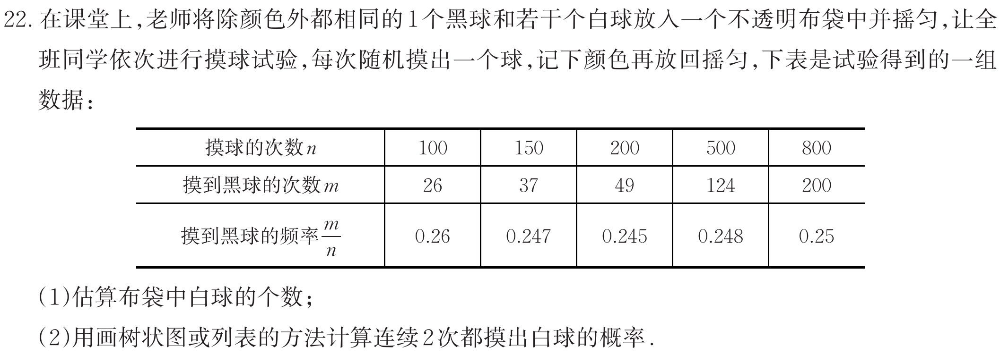 22. 在课堂上,老师将除颜色外都相同的1个黑球和若干个白球放入一个不透明布袋中并摇匀,让全
班同学依次进行摸球试验,每次随机摸出一个球,记下颜色再放回摇匀,下表是试验得到的一组
数据:
摸球的次数n 100 150 200 500 800
摸到黑球的次数m 26 37 49 124 200
摸到黑球的频率m/n 0.26 0.247 0.245 0.248 0.25
(1)估算布袋中白球的个数;
(2)用画树状图或列表的方法计算连续2次都摸出白球的概率.